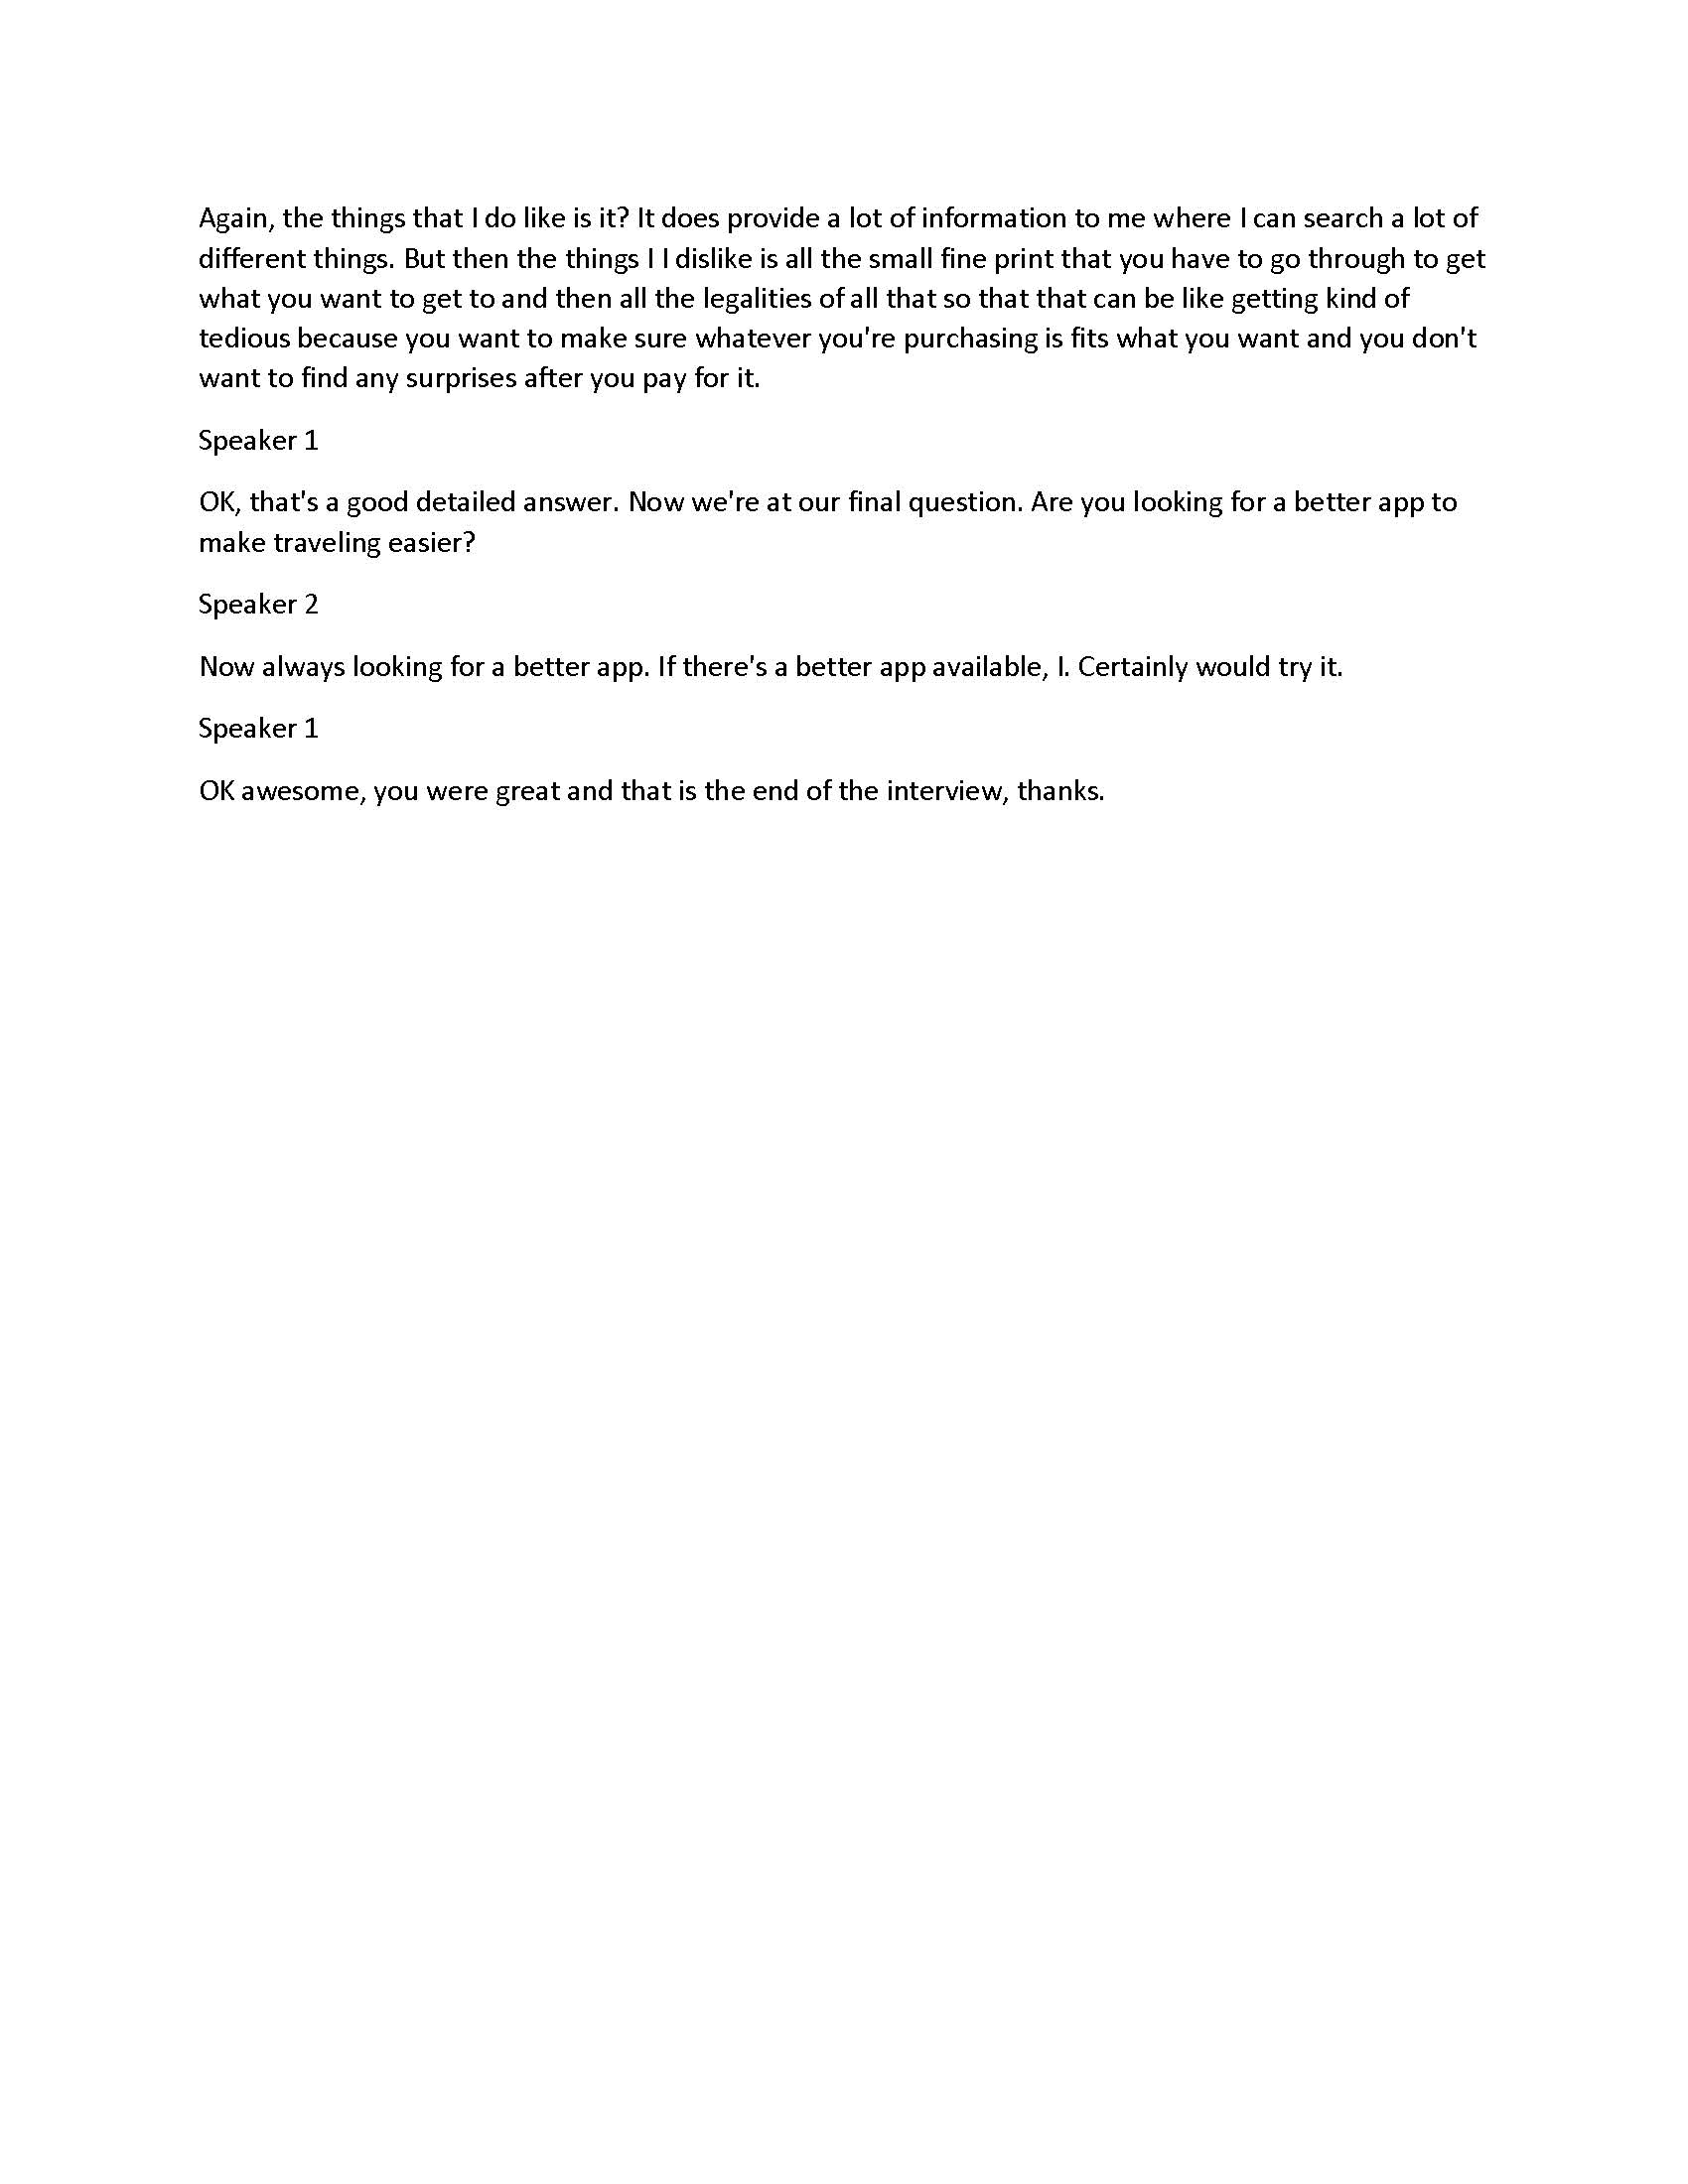 Again, the things that I do like is it? It does provide a lot of information to me where I can search a lot of
different things. But then the things I I dislike is all the small fine print that you have to go through to get
what you want to get to and then all the legalities of all that so that that can be like getting kind of
tedious because you want to make sure whatever you're purchasing is fits what you want and you don't
want to find any surprises after you pay for it.
Speaker 1
OK, that's a good detailed answer. Now we're at our final question. Are you looking for a better app to
make traveling easier?
Speaker 2
Now always looking for a better app. If there's a better app available, I. Certainly would try it.
Speaker 1
OK awesome, you were great and that is the end of the interview, thanks.